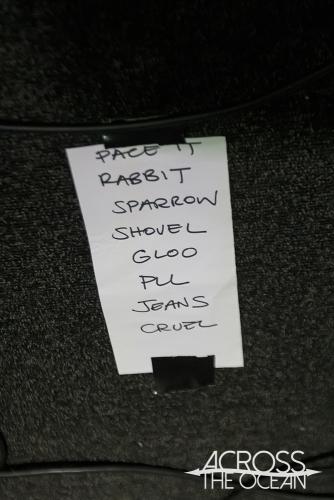 PACE IT
RABBIT
SPARROW
SHOVEL
GLOO
PLL
JEANS
CRUEL
ACROSS
THE OCEAN